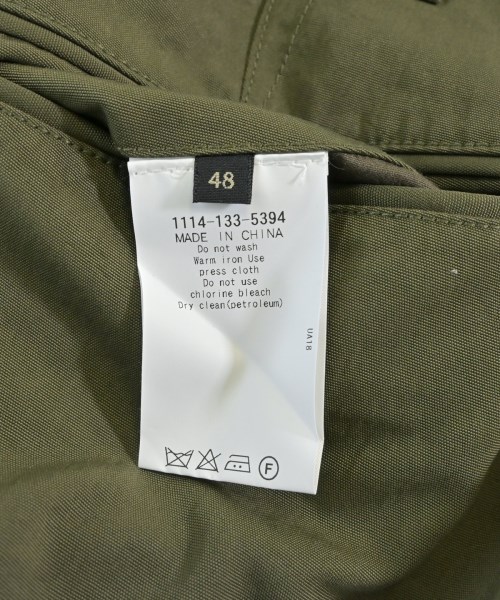 48
1114-133-5394
MADE IN CHINA
Do not wash
Warm iron Use
press cloth
Do not use
chlorine bleach
Dry clean(petroleum)
UA18
F